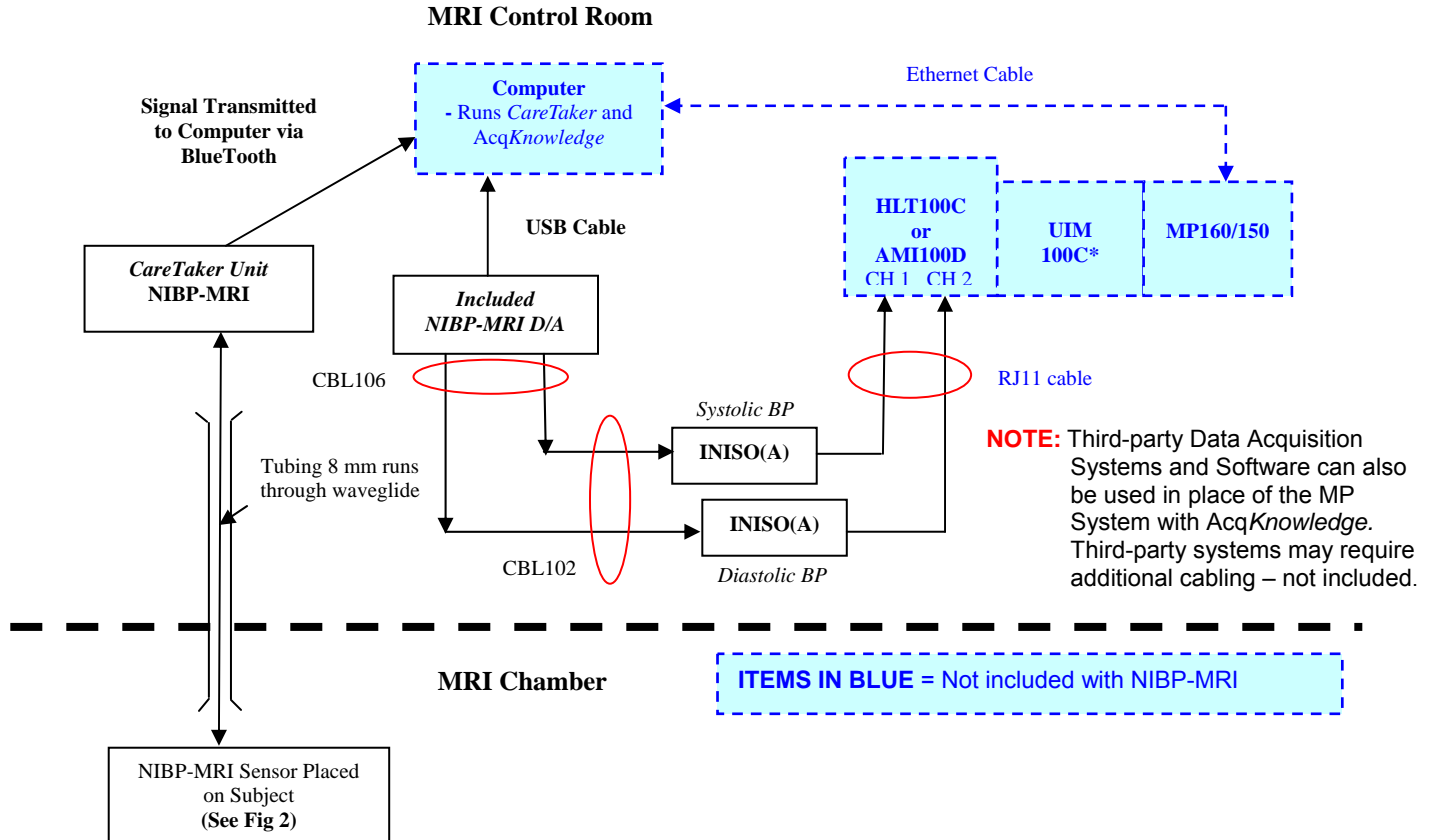 MRI Control Room
Ethernet Cable
Computer
- Runs CareTaker and
AcqKnowledge
Signal Transmitted
to Computer via
BlueTooth
USB Cable
HLT100C
or
AMI100D
CH 1 CH 2
UIM
100C*
MP160/150
CareTaker Unit
NIBP-MRI
Included
NIBP-MRI D/A
CBL106
RJ11 cable
Systolic BP
INISO(A)
NOTE: Third-party Data Acquisition
Systems and Software can also
be used in place of the MP
System with AcqKnowledge.
Third-party systems may require
additional cabling – not included.
Tubing 8 mm runs
through waveglide
INISO(A)
Diastolic BP
CBL102
MRI Chamber
ITEMS IN BLUE = Not included with NIBP-MRI
NIBP-MRI Sensor Placed
on Subject
(See Fig 2)